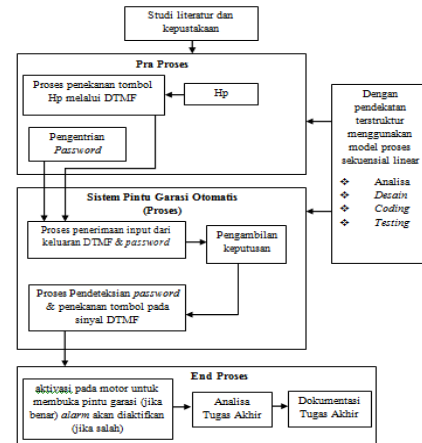 Studi literatur dan
kepustakaan
Pra Proses
Proses penekanan tombol
Hp melalui DTMF
Hp
Pengentrian
Password
Dengan
pendekatan
terstruktur
menggunakan
model proses
sekuensial linear
❖ Analisa
❖ Desain
❖ Coding
❖ Testing
Sistem Pintu Garasi Otomatis
(Proses)
Proses penerimaan input dari
keluaran DTMF & password
Pengambilan
keputusan
Proses Pendeteksian password
& penekanan tombol pada
sinyal DTMF
End Proses
aktivasi pada motor untuk
membuka pintu garasi (jika
benar) alarm akan diaktifkan
(jika salah)
Analisa
Tugas Akhir
Dokumentasi
Tugas Akhir